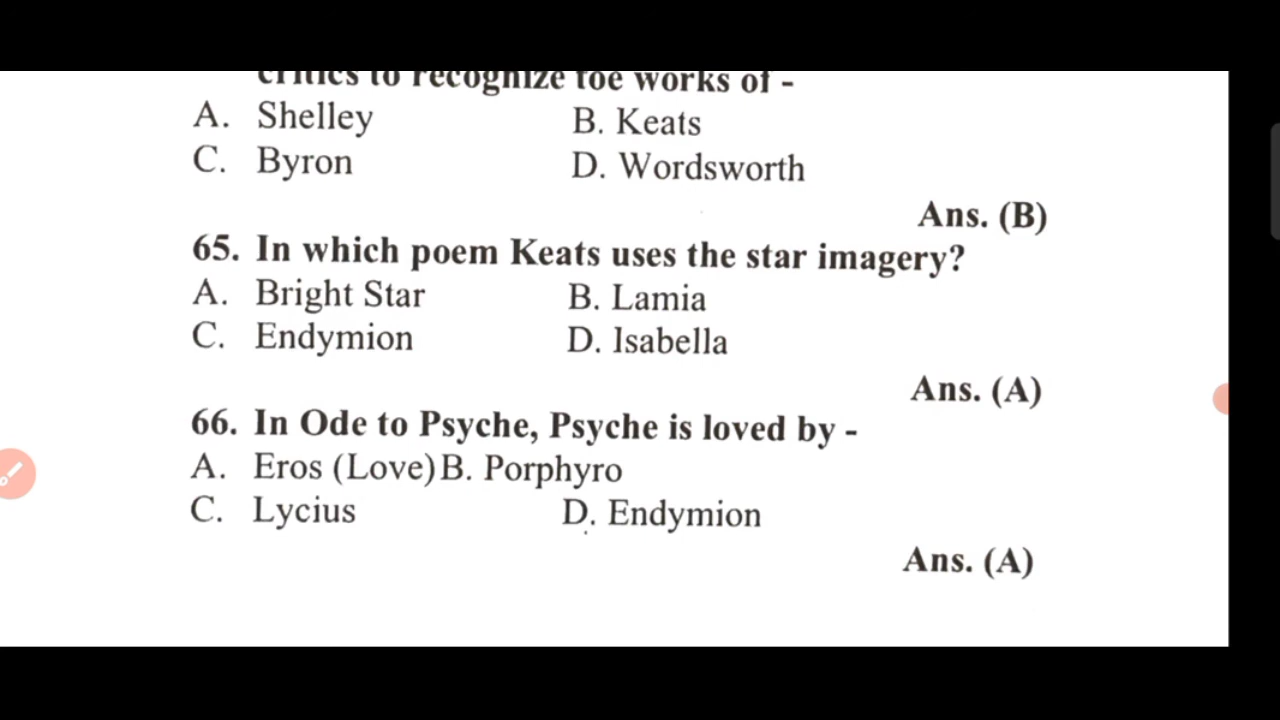 critics to recognize toe works of -
A. Shelley B. Keats
C. Byron D. Wordsworth
Ans. (B)
65. In which poem Keats uses the star imagery?
A. Bright Star B. Lamia
C. Endymion D. Isabella
Ans. (A)
66. In Ode to Psyche, Psyche is loved by -
A. Eros (Love) B. Porphyro
C. Lycius D. Endymion
Ans. (A)